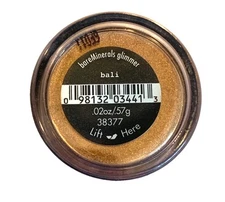 bareMinerals glimmer
bali
0 98132 03441 3
.02oz/57g
38377
Lift Here